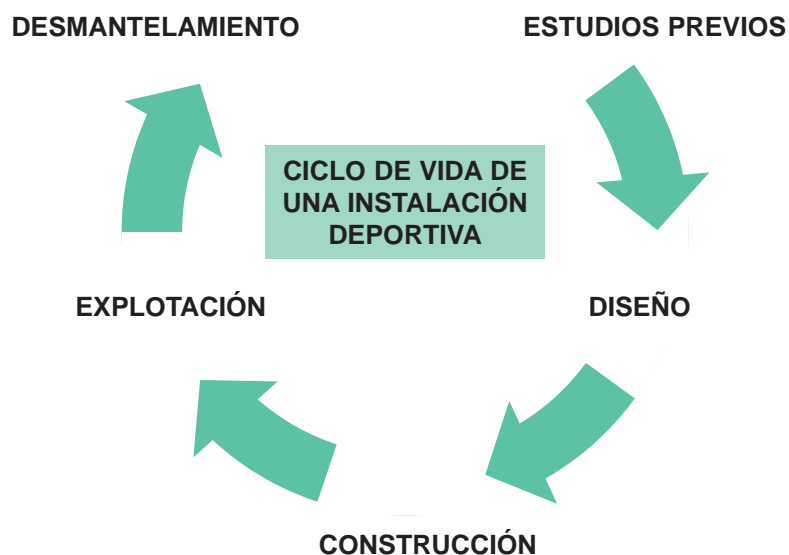 DESMANTELAMIENTO
ESTUDIOS PREVIOS
CICLO DE VIDA DE
UNA INSTALACIÓN
DEPORTIVA
EXPLOTACIÓN
DISEÑO
CONSTRUCCIÓN